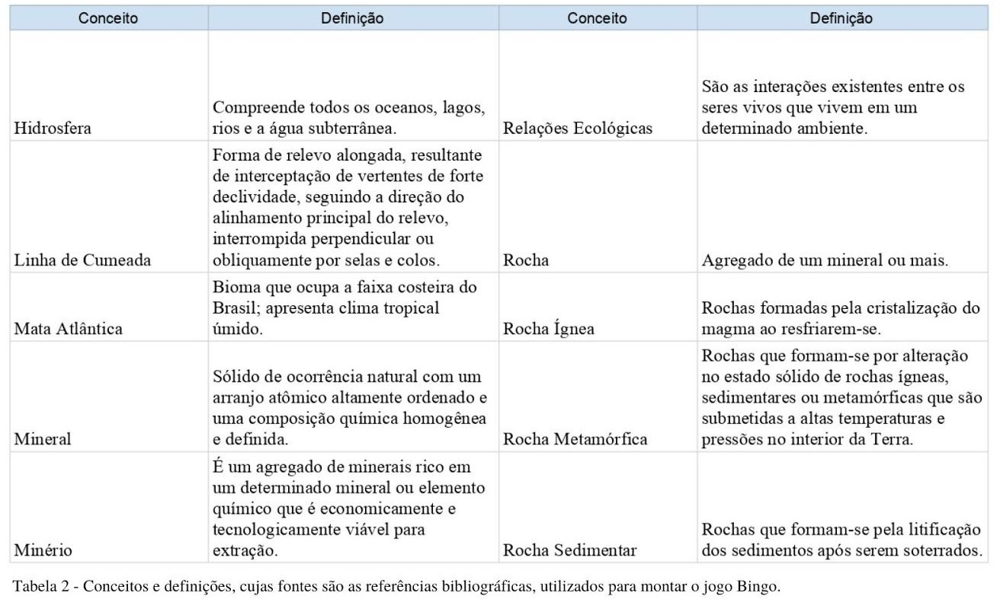 Conceito Definição Conceito Definição
Hidrosfera
Compreende todos os oceanos, lagos,
rios e a água subterrânea.
Relações Ecológicas
São as interações existentes entre os
seres vivos que vivem em um
determinado ambiente.
Linha de Cumeada
Forma de relevo alongada, resultante
de interceptação de vertentes de forte
declividade, seguindo a direção do
alinhamento principal do relevo,
interrompida perpendicular ou
obliquamente por selas e colos.
Rocha
Agregado de um mineral ou mais.
Mata Atlântica
Bioma que ocupa a faixa costeira do
Brasil; apresenta clima tropical
úmido.
Rocha Ígnea
Rochas formadas pela cristalização do
magma ao resfriarem-se.
Mineral
Sólido de ocorrência natural com um
arranjo atômico altamente ordenado e
uma composição química homogênea
e definida.
Rocha Metamórfica
Rochas que formam-se por alteração
no estado sólido de rochas ígneas,
sedimentares ou metamórficas que são
submetidas a altas temperaturas e
pressões no interior da Terra.
Minério
É um agregado de minerais rico em
um determinado mineral ou elemento
químico que é economicamente e
tecnologicamente viável para
extração.
Rocha Sedimentar
Rochas que formam-se pela litificação
dos sedimentos após serem soterrados.
Tabela 2 - Conceitos e definições, cujas fontes são as referências bibliográficas, utilizados para montar o jogo Bingo.